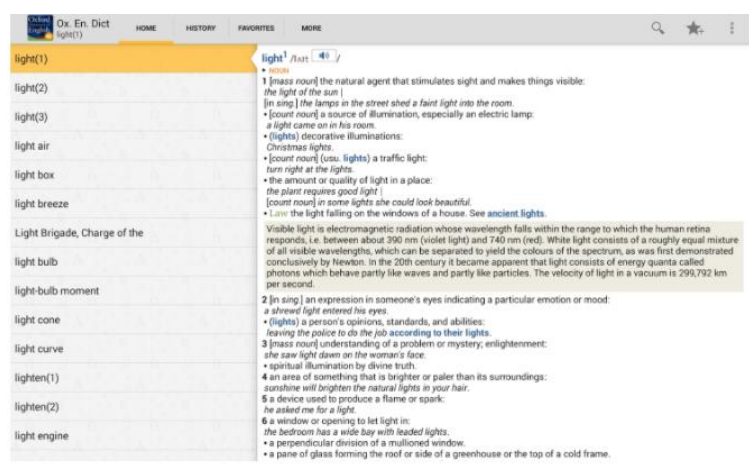 Oxford
English
Ox. En. Dict
light(1)
HOME
HISTORY
FAVORITES
MORE
light(1)
light(2)
light(3)
light air
light box
light breeze
Light Brigade, Charge of the
light bulb
light-bulb moment
light cone
light curve
lighten(1)
lighten(2)
light engine
light¹ /lʌɪt /
• NOUN
1 [mass noun] the natural agent that stimulates sight and makes things visible:
the light of the sun |
[in sing.] the lamps in the street shed a faint light into the room.
• [count noun] a source of illumination, especially an electric lamp:
a light came on in his room.
• (lights) decorative illuminations:
Christmas lights.
• [count noun] (usu. lights) a traffic light:
turn right at the lights.
• the amount or quality of light in a place:
the plant requires good light |
[count noun] in some lights she could look beautiful.
• Law the light falling on the windows of a house. See ancient lights.
Visible light is electromagnetic radiation whose wavelength falls within the range to which the human retina
responds, i.e. between about 390 nm (violet light) and 740 nm (red). White light consists of a roughly equal mixture
of all visible wavelengths, which can be separated to yield the colours of the spectrum, as was first demonstrated
conclusively by Newton. In the 20th century it became apparent that light consists of energy quanta called
photons which behave partly like waves and partly like particles. The velocity of light in a vacuum is 299,792 km
per second.
2 [in sing.] an expression in someone's eyes indicating a particular emotion or mood:
a shrewd light entered his eyes.
• (lights) a person's opinions, standards, and abilities:
leaving the police to do the job according to their lights.
3 [mass noun] understanding of a problem or mystery; enlightenment:
she saw light dawn on the woman's face.
• spiritual illumination by divine truth.
4 an area of something that is brighter or paler than its surroundings:
sunshine will brighten the natural lights in your hair.
5 a device used to produce a flame or spark:
he asked me for a light.
6 a window or opening to let light in:
the bedroom has a wide bay with leaded lights.
• a perpendicular division of a mullioned window.
• a pane of glass forming the roof or side of a greenhouse or the top of a cold frame.